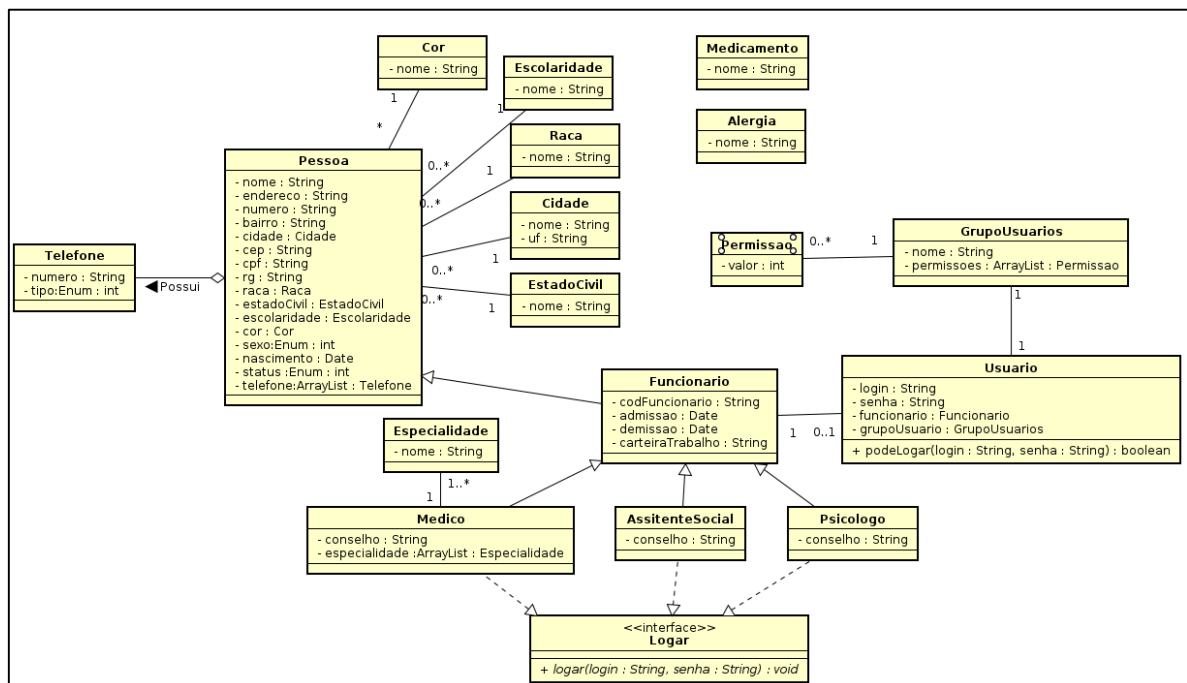 Cor
- nome : String
1
*
Escolaridade
- nome : String
1
0..*
Raca
- nome : String
1
0..*
Cidade
- nome : String
- uf : String
1
0..*
EstadoCivil
- nome : String
1
0..*
Medicamento
- nome : String
Alergia
- nome : String
Pessoa
- nome : String
- endereco : String
- numero : String
- bairro : String
- cidade : Cidade
- cep : String
- cpf : String
- rg : String
- raca : Raca
- estadoCivil : EstadoCivil
- escolaridade : Escolaridade
- cor : Cor
- sexo:Enum : int
- nascimento : Date
- status :Enum : int
- telefone:ArrayList : Telefone
Telefone
- numero : String
- tipo:Enum : int
Possui
Permissao
- valor : int
0..*
1
GrupoUsuarios
- nome : String
- permissoes : ArrayList : Permissao
1
1
Usuario
- login : String
- senha : String
- funcionario : Funcionario
- grupoUsuario : GrupoUsuarios
+ podeLogar(login : String, senha : String) : boolean
1
0..1
Funcionario
- codFuncionario : String
- admissao : Date
- demissao : Date
- carteiraTrabalho : String
Especialidade
- nome : String
1..*
1
Medico
- conselho : String
- especialidade :ArrayList : Especialidade
AssitenteSocial
- conselho : String
Psicologo
- conselho : String
<<interface>>
Logar
+ logar(login : String, senha : String) : void